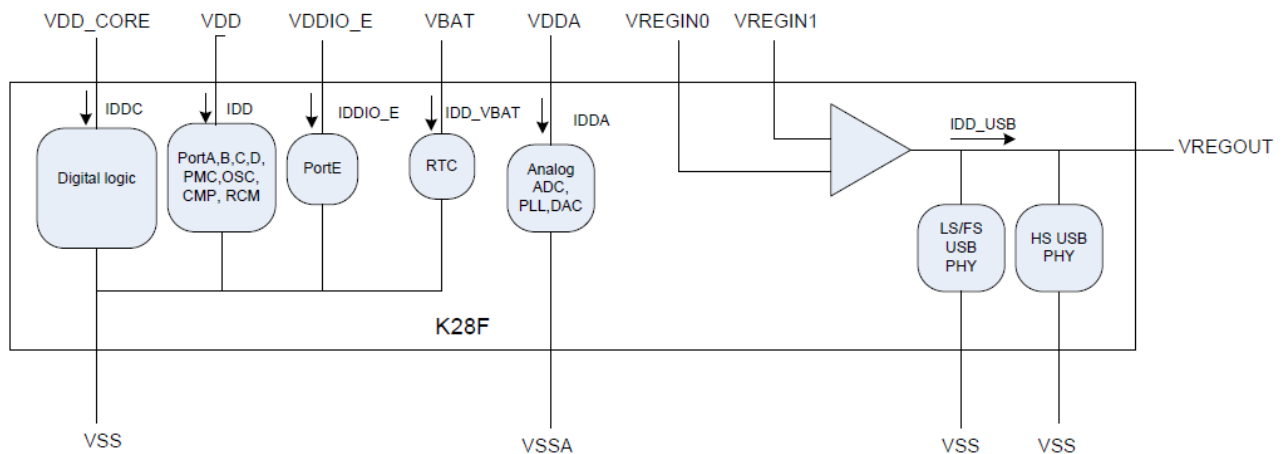 VDD_CORE VDD VDDIO_E VBAT VDDA VREGIN0 VREGIN1
IDDC IDD IDDIO_E IDD_VBAT IDDA IDD_USB
Digital logic
PortA,B,C,D,
PMC,OSC,
CMP, RCM
PortE
RTC
Analog
ADC,
PLL,DAC
VREGOUT
LS/FS
USB
PHY
HS USB
PHY
K28F
VSS VSSA VSS VSS